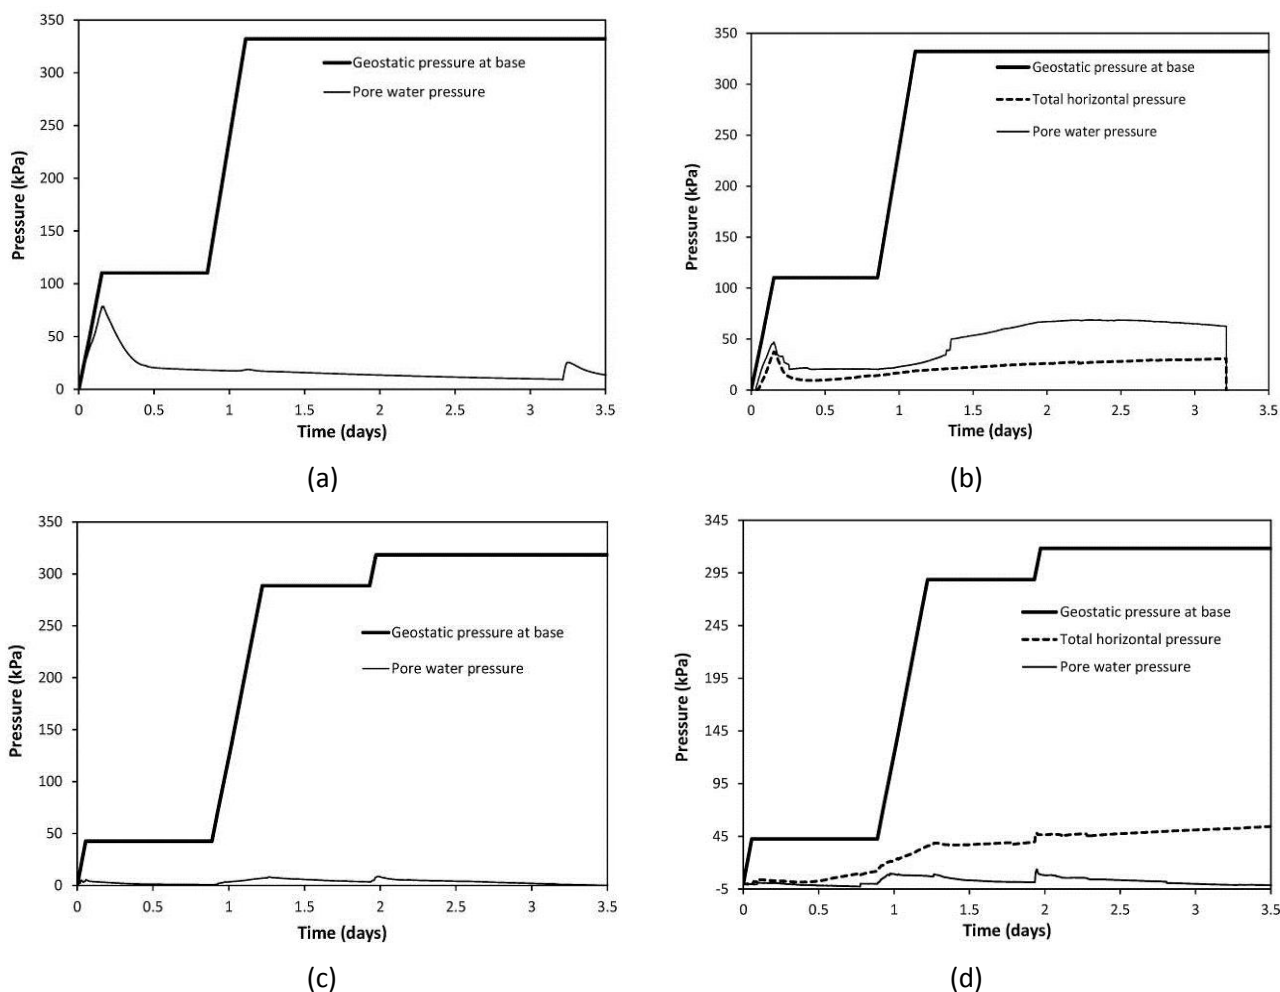 350
300
250
200
150
100
50
0
Pressure (kPa)
Geostatic pressure at base
Pore water pressure
0 0.5 1 1.5 2 2.5 3 3.5
Time (days)
(a)
350
300
250
200
150
100
50
0
Pressure (kPa)
Geostatic pressure at base
Total horizontal pressure
Pore water pressure
0 0.5 1 1.5 2 2.5 3 3.5
Time (days)
(b)
350
300
250
200
150
100
50
0
Pressure (kPa)
Geostatic pressure at base
Pore water pressure
0 0.5 1 1.5 2 2.5 3 3.5
Time (days)
(c)
345
295
245
195
145
95
45
-5
Pressure (kPa)
Geostatic pressure at base
Total horizontal pressure
Pore water pressure
0 0.5 1 1.5 2 2.5 3 3.5
Time (days)
(d)